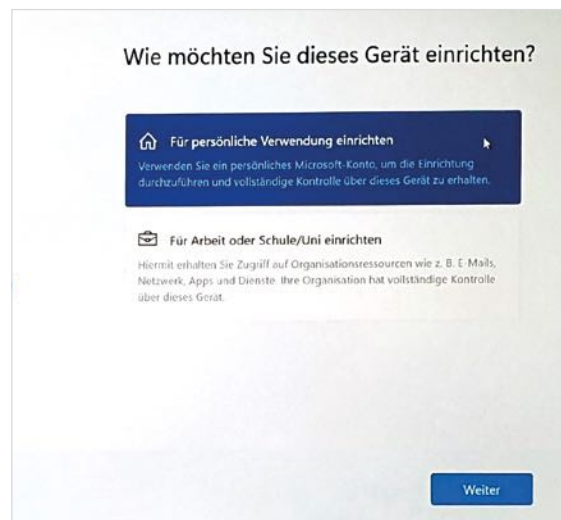 Wie möchten Sie dieses Gerät einrichten?
Für persönliche Verwendung einrichten
Verwenden Sie ein persönliches Microsoft-Konto, um die Einrichtung
durchzuführen und vollständige Kontrolle über dieses Gerät zu erhalten.
Für Arbeit oder Schule/Uni einrichten
Hiermit erhalten Sie Zugriff auf Organisationsressourcen wie z. B. E-Mails,
Netzwerk, Apps und Dienste. Ihre Organisation hat vollständige Kontrolle
über dieses Gerät.
Weiter